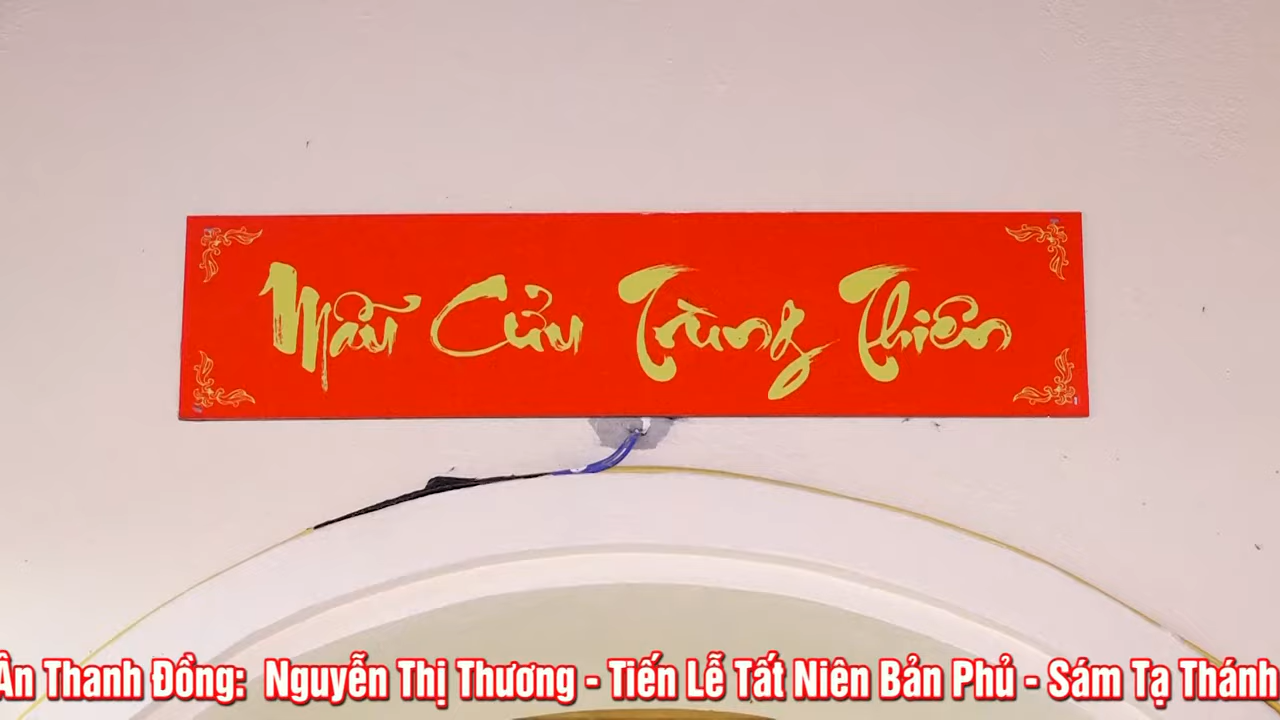 Mẫu Cửu Trùng Thiên
Ân Thanh Đồng: Nguyễn Thị Thương - Tiến Lễ Tất Niên Bản Phủ - Sám Tạ Thánh